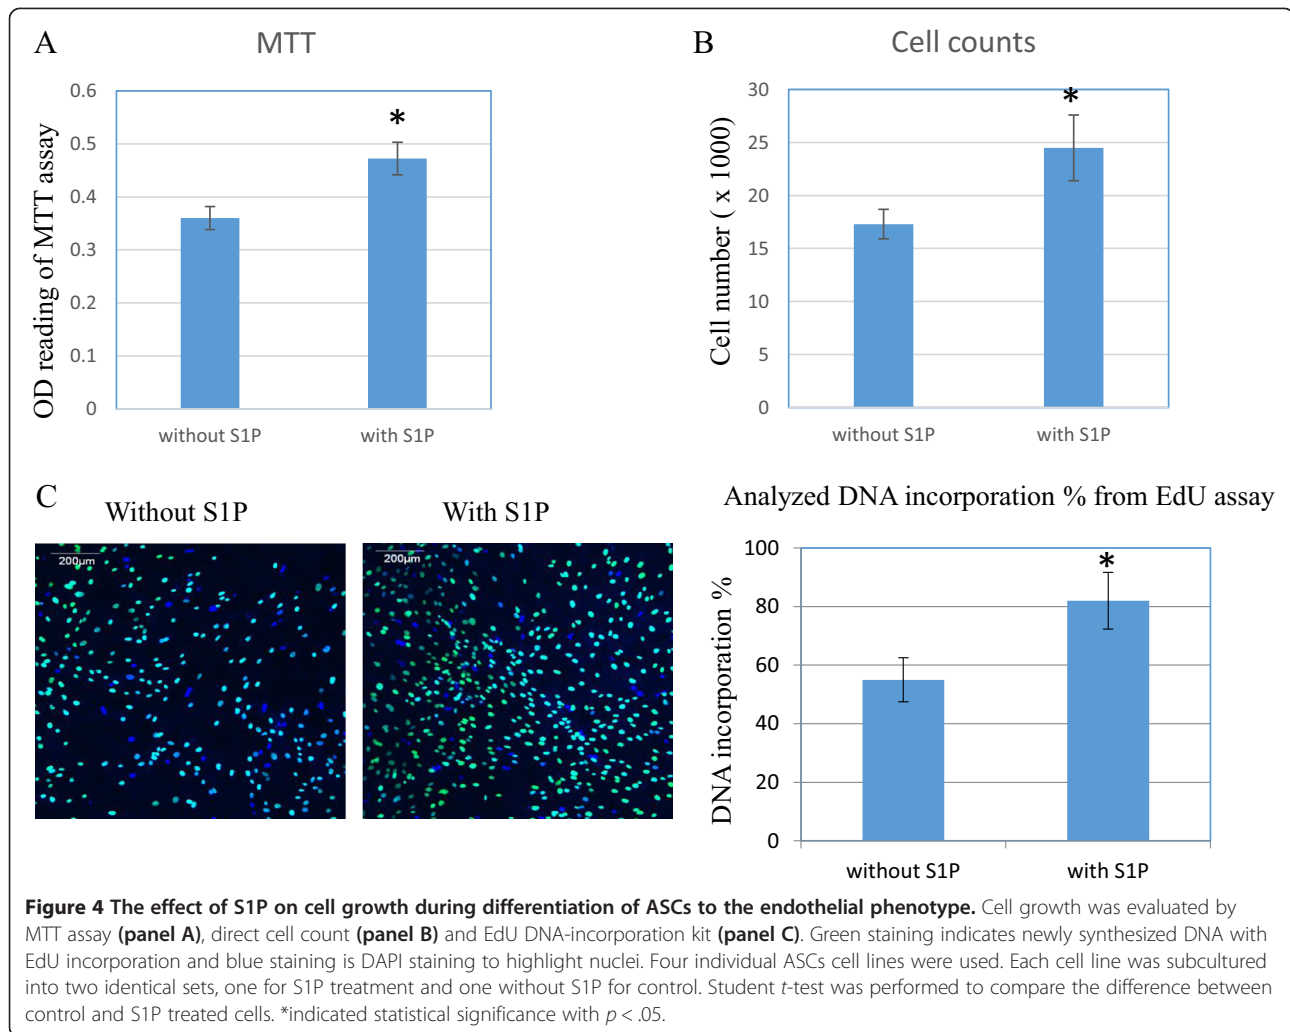 A
MTT
OD reading of MTT assay
0.6
0.5
0.4
0.3
0.2
0.1
0
*
without S1P
with S1P
B
Cell counts
Cell number ( x 1000)
30
25
20
15
10
5
0
*
without S1P
with S1P
C
Without S1P
With S1P
200µm
200µm
Analyzed DNA incorporation % from EdU assay
DNA incorporation %
100
80
60
40
20
0
*
without S1P
with S1P
Figure 4 The effect of S1P on cell growth during differentiation of ASCs to the endothelial phenotype. Cell growth was evaluated by
MTT assay (panel A), direct cell count (panel B) and EdU DNA-incorporation kit (panel C). Green staining indicates newly synthesized DNA with
EdU incorporation and blue staining is DAPI staining to highlight nuclei. Four individual ASCs cell lines were used. Each cell line was subcultured
into two identical sets, one for S1P treatment and one without S1P for control. Student t-test was performed to compare the difference between
control and S1P treated cells. *indicated statistical significance with p < .05.